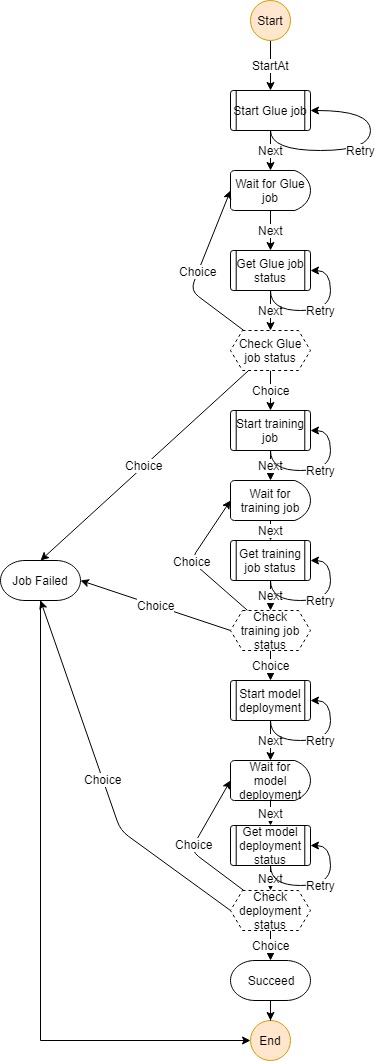 Start
StartAt
Start Glue job
Next
Retry
Wait for Glue
job
Next
Choice
Get Glue job
status
Next
Retry
Check Glue
job status
Choice
Start training
job
Choice
Next
Retry
Wait for
training job
Next
Choice
Get training
job status
Job Failed
Next
Retry
Choice
Check
training job
status
Choice
Start model
deployment
Next
Retry
Wait for
model
deployment
Choice
Next
Get model
deployment
status
Choice
Next
Retry
Check
deployment
status
Choice
Succeed
End